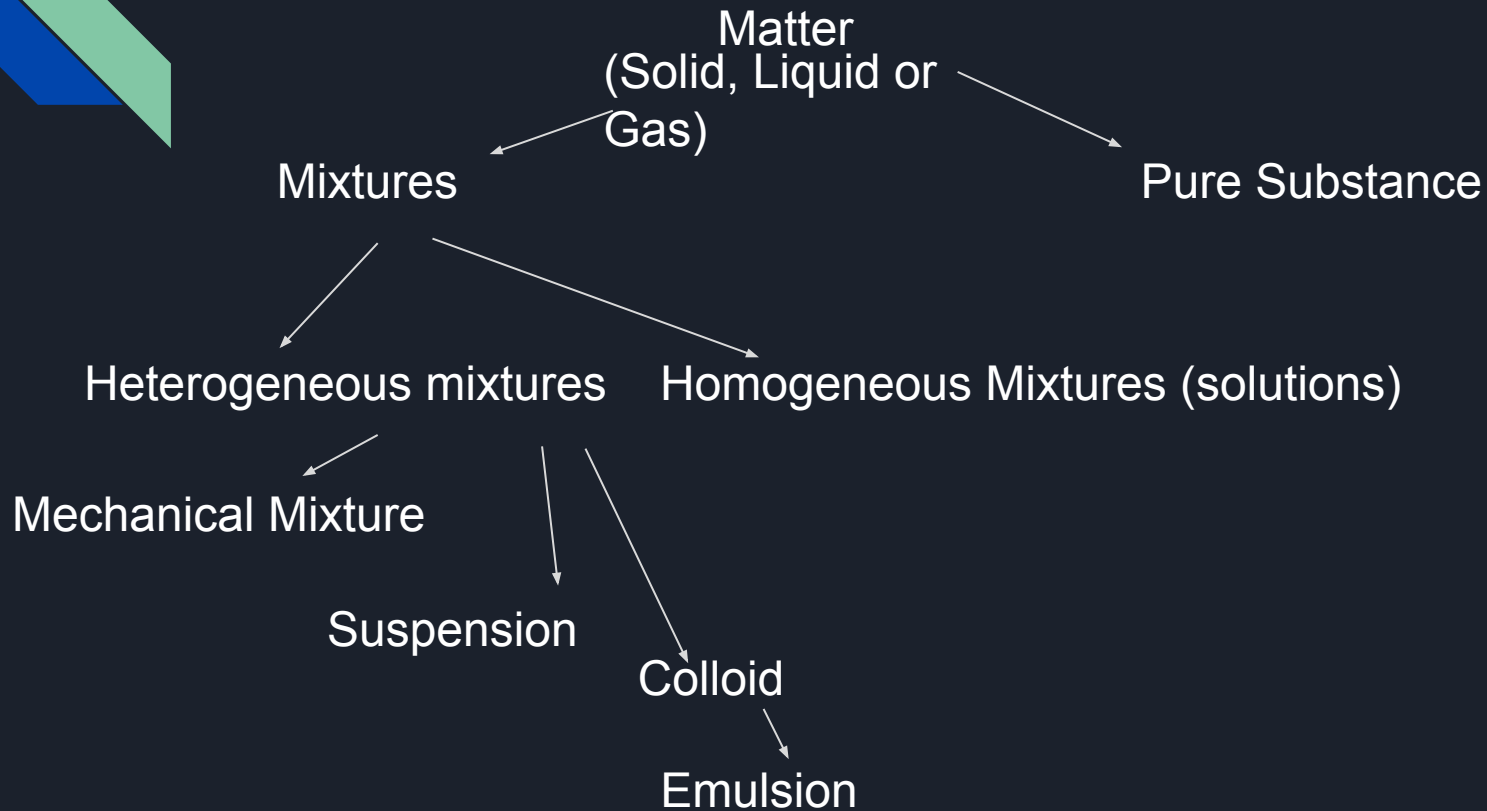 Matter
(Solid, Liquid or
Gas)
Mixtures
Pure Substance
Heterogeneous mixtures
Homogeneous Mixtures (solutions)
Mechanical Mixture
Suspension
Colloid
Emulsion